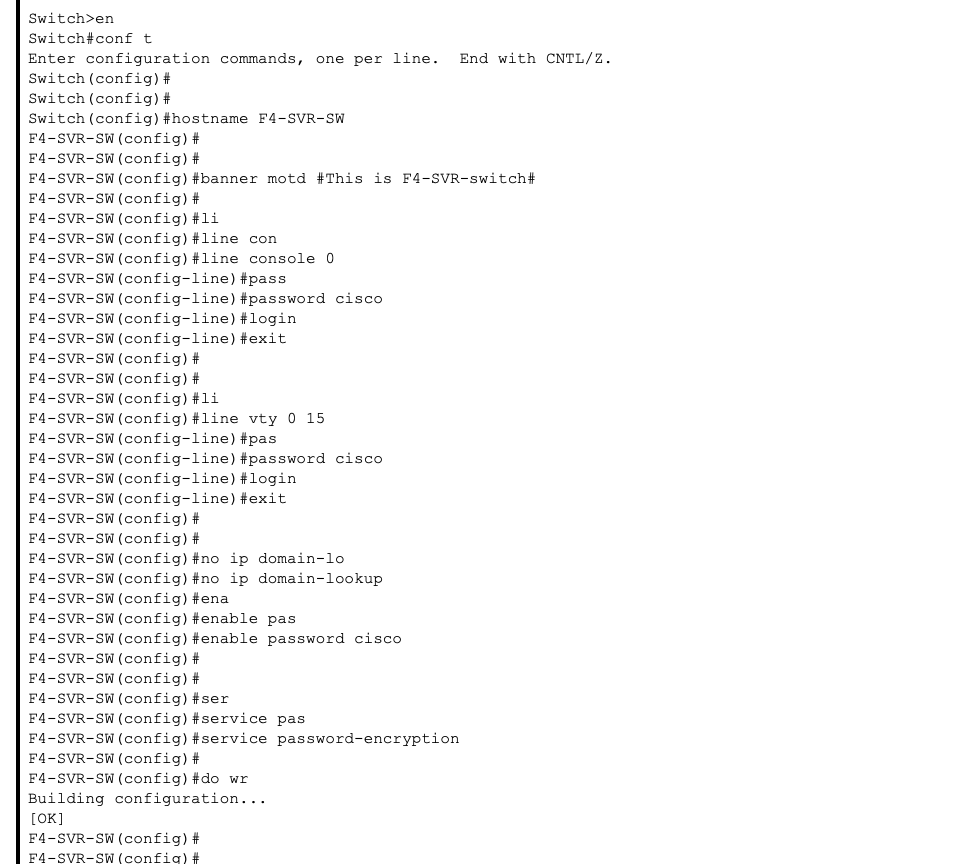 Switch>en
Switch#conf t
Enter configuration commands, one per line.  End with CNTL/Z.
Switch(config)#
Switch(config)#
Switch(config)#hostname F4-SVR-SW
F4-SVR-SW(config)#
F4-SVR-SW(config)#
F4-SVR-SW(config)#banner motd #This is F4-SVR-switch#
F4-SVR-SW(config)#
F4-SVR-SW(config)#li
F4-SVR-SW(config)#line con
F4-SVR-SW(config)#line console 0
F4-SVR-SW(config-line)#pass
F4-SVR-SW(config-line)#password cisco
F4-SVR-SW(config-line)#login
F4-SVR-SW(config-line)#exit
F4-SVR-SW(config)#
F4-SVR-SW(config)#
F4-SVR-SW(config)#li
F4-SVR-SW(config)#line vty 0 15
F4-SVR-SW(config-line)#pas
F4-SVR-SW(config-line)#password cisco
F4-SVR-SW(config-line)#login
F4-SVR-SW(config-line)#exit
F4-SVR-SW(config)#
F4-SVR-SW(config)#
F4-SVR-SW(config)#no ip domain-lo
F4-SVR-SW(config)#no ip domain-lookup
F4-SVR-SW(config)#ena
F4-SVR-SW(config)#enable pas
F4-SVR-SW(config)#enable password cisco
F4-SVR-SW(config)#
F4-SVR-SW(config)#
F4-SVR-SW(config)#ser
F4-SVR-SW(config)#service pas
F4-SVR-SW(config)#service password-encryption
F4-SVR-SW(config)#
F4-SVR-SW(config)#do wr
Building configuration...
[OK]
F4-SVR-SW(config)#
F4-SVR-SW(config)#